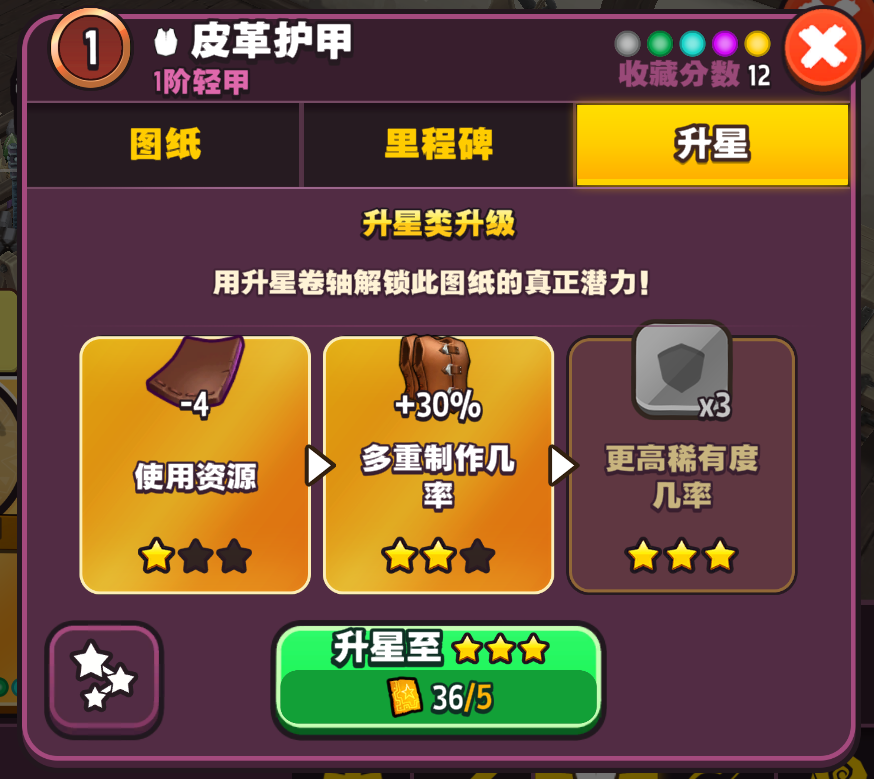 1
皮革护甲
1阶轻甲
收藏分数 12
图纸
里程碑
升星
升星类升级
用升星卷轴解锁此图纸的真正潜力!
-4
使用资源
+30%
多重制作几
率
x3
更高稀有度
几率
升星至
36/5